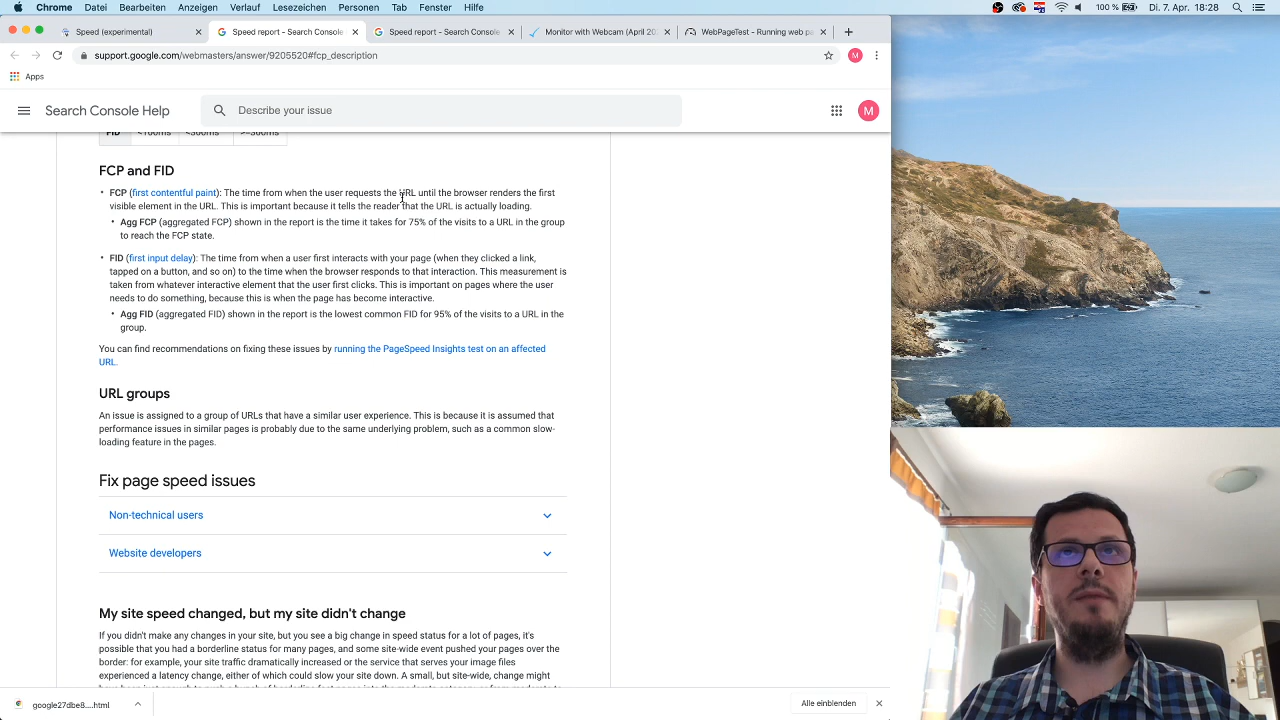 Chrome Datei Bearbeiten Anzeigen Verlauf Lesezeichen Personen Tab Fenster Hilfe 100 % Di. 7. Apr. 18:28
Speed (experimental) Speed report - Search Console Speed report - Search Console H Monitor with Webcam (April 202 WebPageTest - Running web pa
support.google.com/webmasters/answer/9205520#fcp_description M
Apps
Search Console Help Describe your issue M
FID <100ms <300ms >=300ms
FCP and FID
• FCP (first contentful paint): The time from when the user requests the URL until the browser renders the first
visible element in the URL. This is important because it tells the reader that the URL is actually loading.
• Agg FCP (aggregated FCP) shown in the report is the time it takes for 75% of the visits to a URL in the group
to reach the FCP state.
• FID (first input delay): The time from when a user first interacts with your page (when they clicked a link,
tapped on a button, and so on) to the time when the browser responds to that interaction. This measurement is
taken from whatever interactive element that the user first clicks. This is important on pages where the user
needs to do something, because this is when the page has become interactive.
• Agg FID (aggregated FID) shown in the report is the lowest common FID for 95% of the visits to a URL in the
group.
You can find recommendations on fixing these issues by running the PageSpeed Insights test on an affected
URL.
URL groups
An issue is assigned to a group of URLs that have a similar user experience. This is because it is assumed that
performance issues in similar pages is probably due to the same underlying problem, such as a common slow-
loading feature in the pages.
Fix page speed issues
Non-technical users
Website developers
My site speed changed, but my site didn't change
If you didn't make any changes in your site, but you see a big change in speed status for a lot of pages, it's
possible that you had a borderline status for many pages, and some site-wide event pushed your pages over the
border: for example, your site traffic dramatically increased or the service that serves your image files
experienced a latency change, either of which could slow your site down. A small, but site-wide, change might
google27dbe8....html Alle einblenden